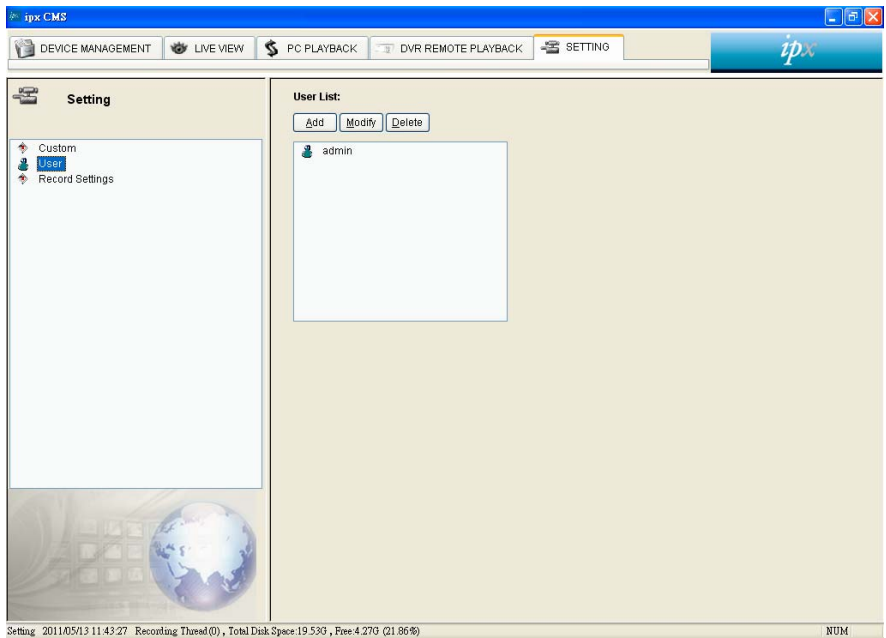 ipx CMS
DEVICE MANAGEMENT
LIVE VIEW
PC PLAYBACK
DVR REMOTE PLAYBACK
SETTING
ipx
Setting
Custom
User
Record Settings
User List:
Add Modify Delete
admin
Setting 2011/05/13 11:43:27 Recording Thread(0) , Total Disk Space:19.53G , Free:4.27G (21.86%) NUM